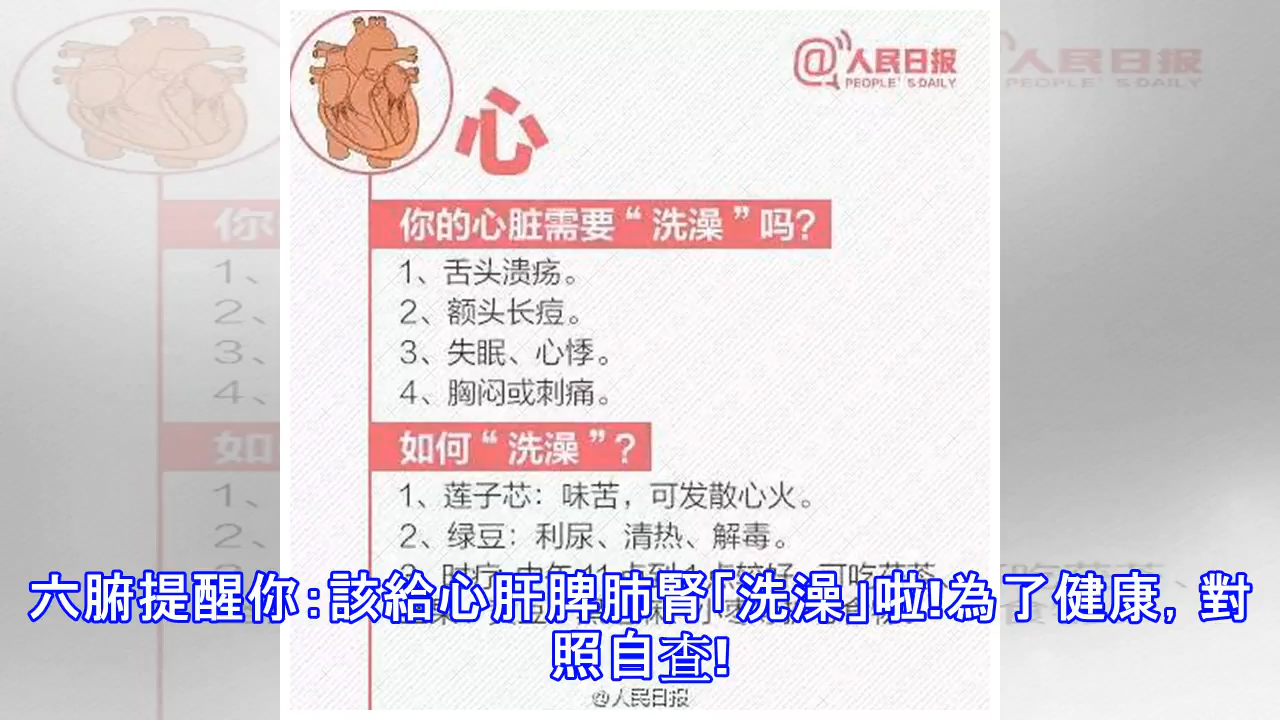 @人民日报
PEOPLE'S DAILY
心
你的心脏需要“洗澡”吗?
1、舌头溃疡。
2、额头长痘。
3、失眠、心悸。
4、胸闷或刺痛。
如何“洗澡”?
1、莲子芯：味苦，可发散心火。
2、绿豆：利尿、清热、解毒。
六腑提醒你:該給心肝脾肺腎「洗澡」啦!為了健康, 對
照自查!
@人民日报